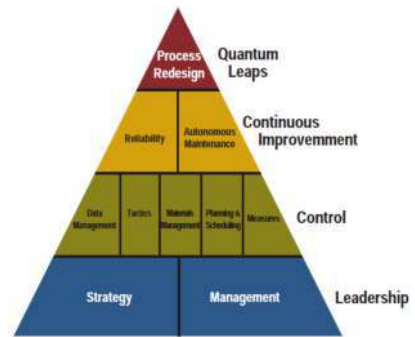 Process
Redesign
Quantum
Leaps
Reliability
Autonomous
Maintenance
Continuous
Improvemment
Data
Management
Tactics
Materials
Management
Planning &
Scheduling
Measures
Control
Strategy
Management
Leadership